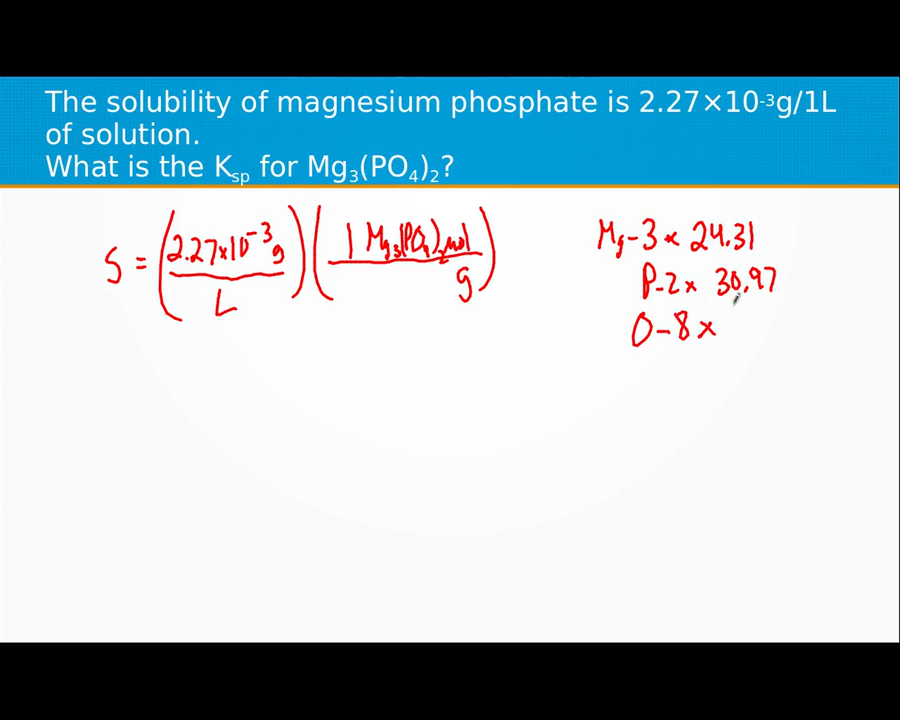 The solubility of magnesium phosphate is 2.27×10⁻³g/1L
of solution.
What is the Kₛₚ for Mg₃(PO₄)₂?
S = (2.27×10⁻³g / L) (1 Mg₃(PO₄)₂ mol / g)
Mg-3 × 24.31
P-2 × 30.97
O-8 ×